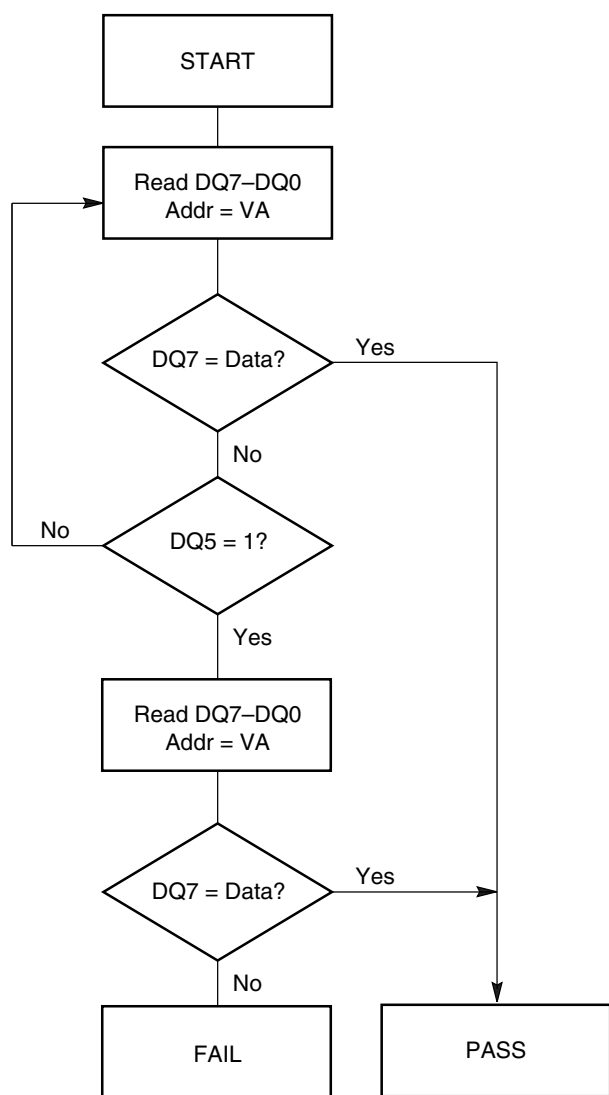 START
Read DQ7–DQ0
Addr = VA
DQ7 = Data?
Yes
No
No
DQ5 = 1?
Yes
Read DQ7–DQ0
Addr = VA
DQ7 = Data?
Yes
No
FAIL
PASS